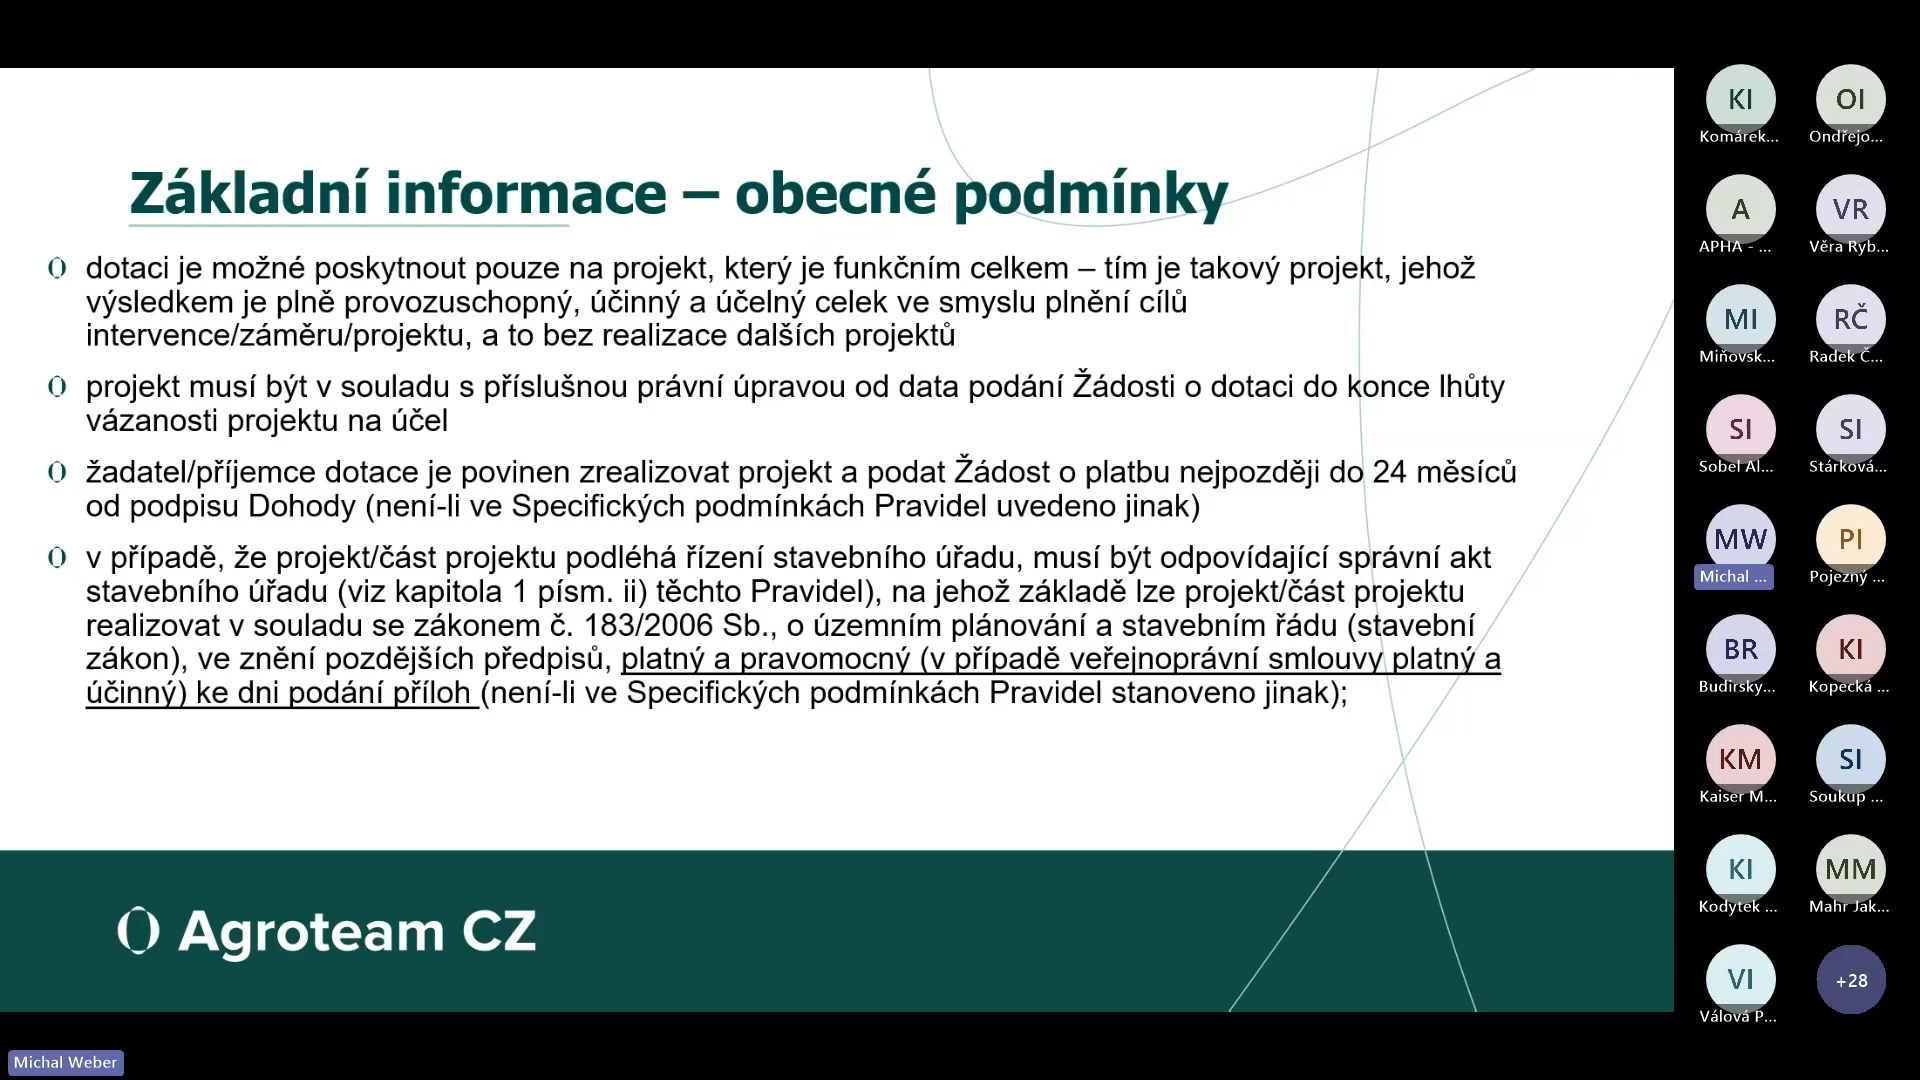 Základní informace – obecné podmínky
dotaci je možné poskytnout pouze na projekt, který je funkčním celkem – tím je takový projekt, jehož
výsledkem je plně provozuschopný, účinný a účelný celek ve smyslu plnění cílů
intervence/záměru/projektu, a to bez realizace dalších projektů
projekt musí být v souladu s příslušnou právní úpravou od data podání Žádosti o dotaci do konce lhůty
vázanosti projektu na účel
žadatel/příjemce dotace je povinen zrealizovat projekt a podat Žádost o platbu nejpozději do 24 měsíců
od podpisu Dohody (není-li ve Specifických podmínkách Pravidel uvedeno jinak)
v případě, že projekt/část projektu podléhá řízení stavebního úřadu, musí být odpovídající správní akt
stavebního úřadu (viz kapitola 1 písm. ii) těchto Pravidel), na jehož základě lze projekt/část projektu
realizovat v souladu se zákonem č. 183/2006 Sb., o územním plánování a stavebním řádu (stavební
zákon), ve znění pozdějších předpisů, platný a pravomocný (v případě veřejnoprávní smlouvy platný a
účinný) ke dni podání příloh (není-li ve Specifických podmínkách Pravidel stanoveno jinak);
Agroteam CZ
Michal Weber
KI OI
Komárek... Ondřejo...
A VR
APHA - ... Věra Ryb...
MI RČ
Miňovsk... Radek Č...
SI SI
Sobel Al... Stárková...
MW PI
Michal ... Pojezný ...
BR KI
Budirsky... Kopecká ...
KM SI
Kaiser M... Soukup ...
KI MM
Kodytek ... Mahr Jak...
VI +28
Válová P...